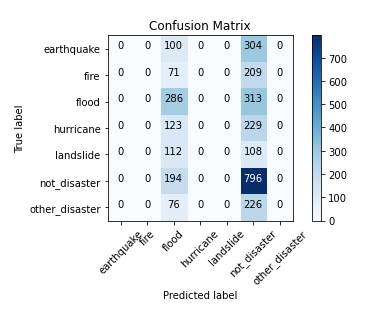 Confusion Matrix
earthquake 0 0 100 0 0 304 0
fire 0 0 71 0 0 209 0
flood 0 0 286 0 0 313 0
hurricane 0 0 123 0 0 229 0
landslide 0 0 112 0 0 108 0
not_disaster 0 0 194 0 0 796 0
other_disaster 0 0 76 0 0 226 0
True label
earthquake fire flood hurricane landslide not_disaster other_disaster
Predicted label
700
600
500
400
300
200
100
0